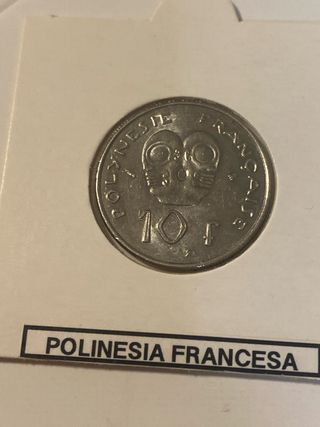 POLYNESIE FRANÇAISE
10 F
POLINESIA FRANCESA